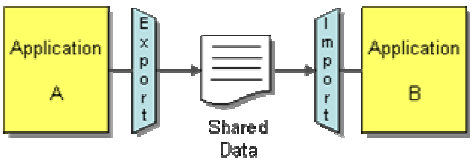 Application
A
Export
Shared
Data
Import
Application
B